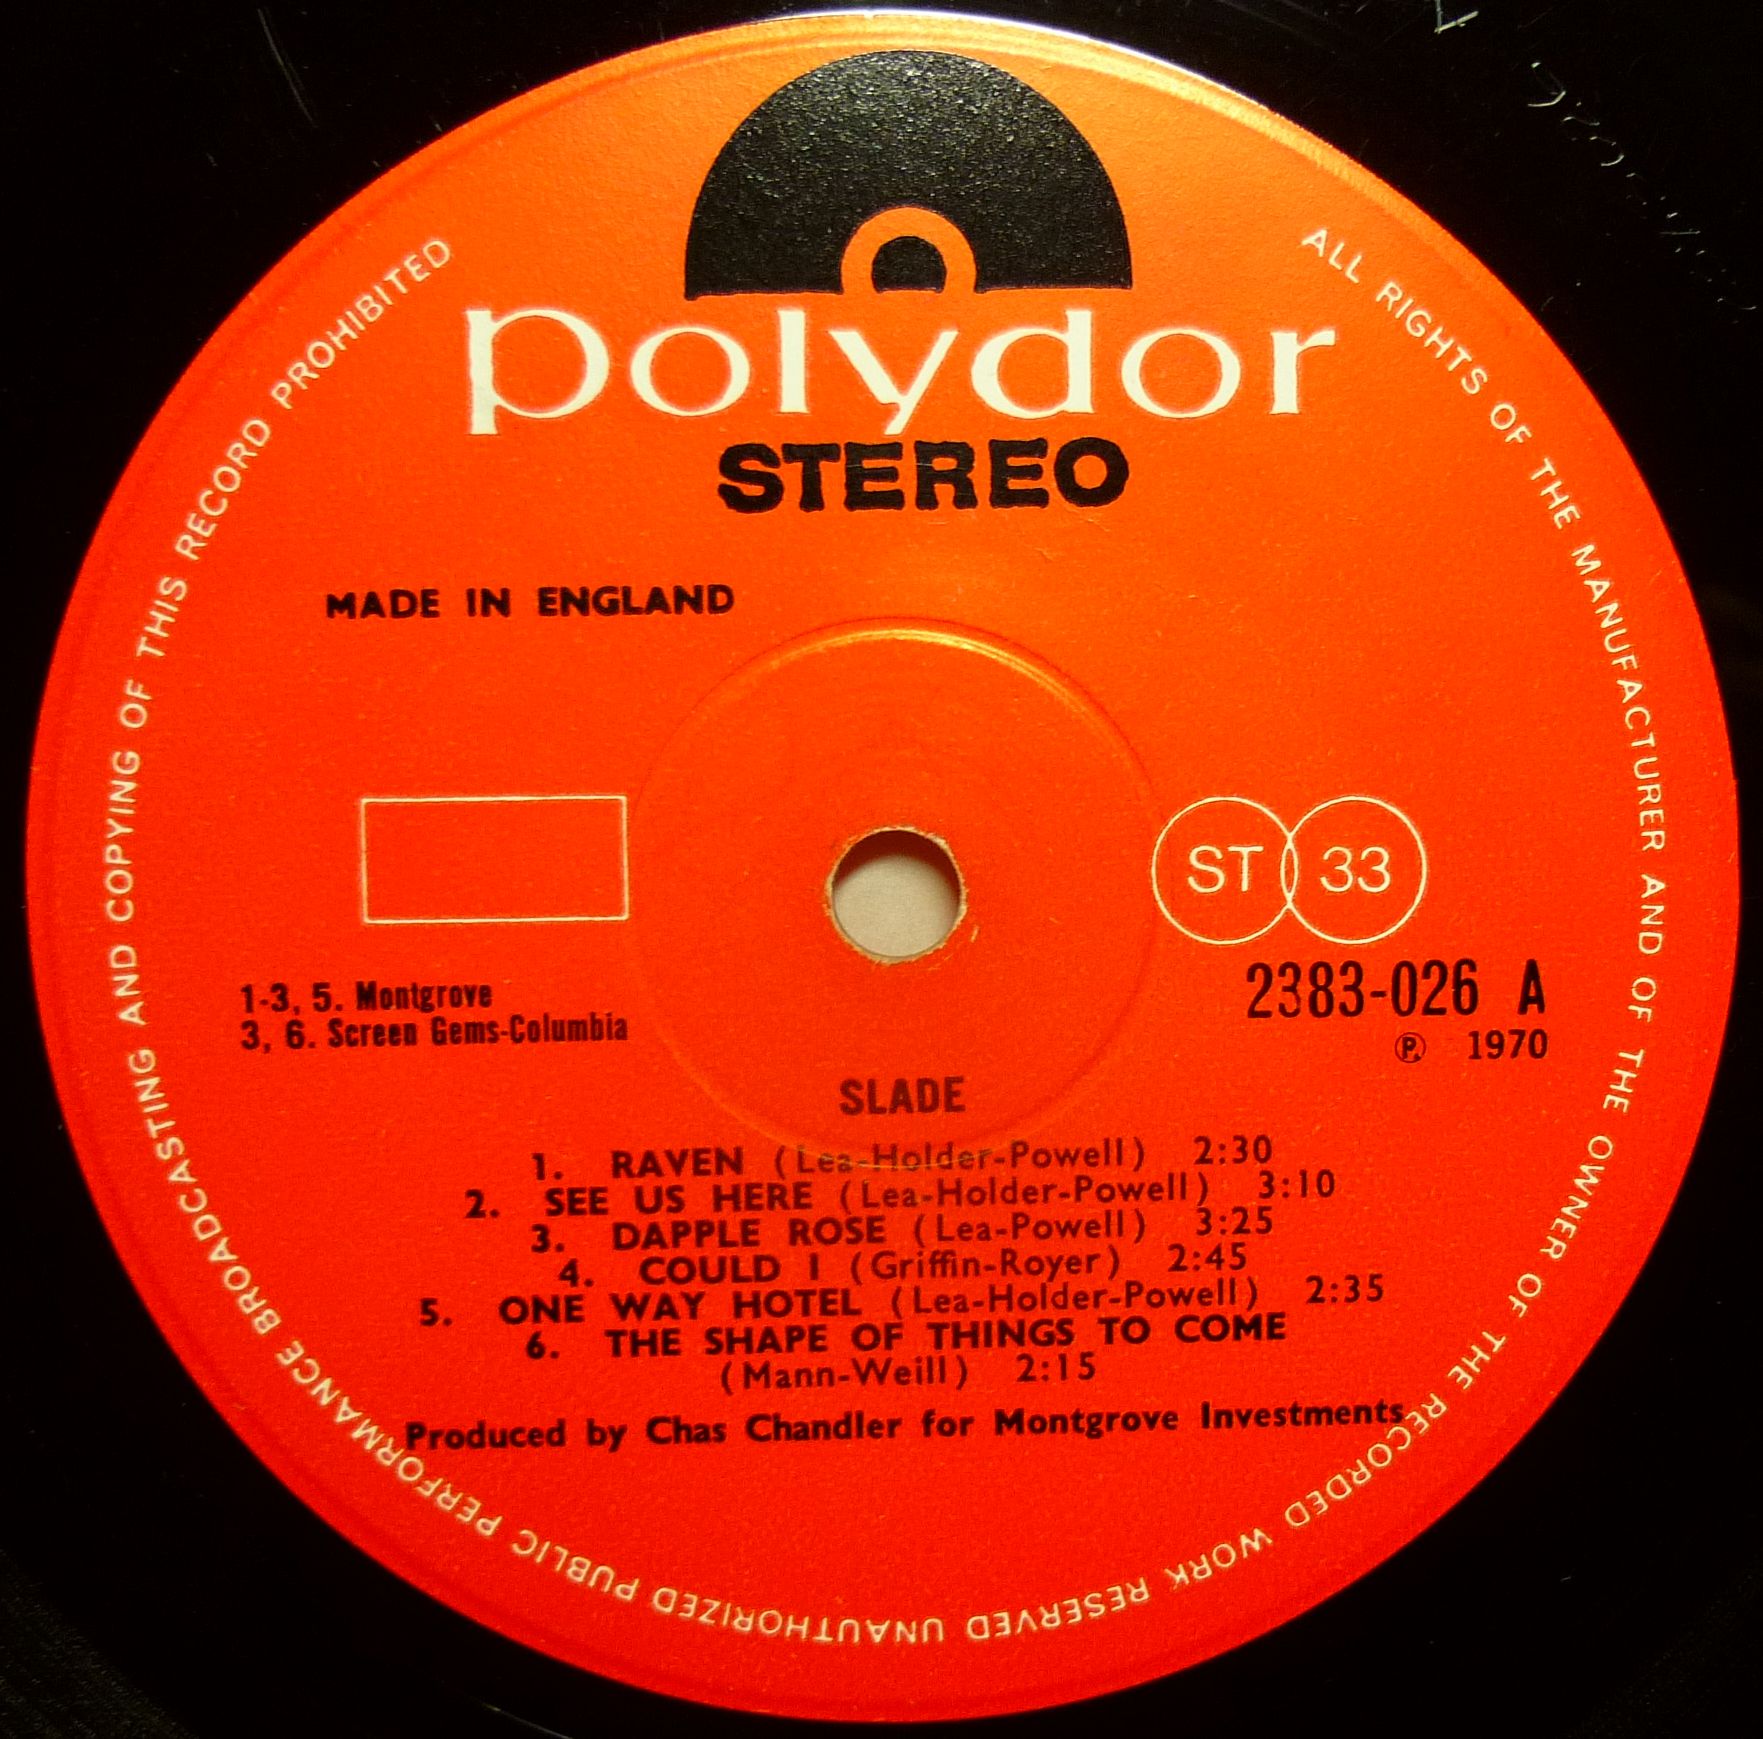 polydor
STEREO
MADE IN ENGLAND
ST 33
2383-026 A
℗ 1970
1-3, 5. Montgrove
3, 6. Screen Gems-Columbia
SLADE
1. RAVEN (Lea-Holder-Powell) 2:30
2. SEE US HERE (Lea-Holder-Powell) 3:10
3. DAPPLE ROSE (Lea-Powell) 3:25
4. COULD I (Griffin-Royer) 2:45
5. ONE WAY HOTEL (Lea-Holder-Powell) 2:35
6. THE SHAPE OF THINGS TO COME
(Mann-Weill) 2:15
Produced by Chas Chandler for Montgrove Investments
ALL RIGHTS OF THE MANUFACTURER AND OF THE OWNER OF THE RECORDED WORK RESERVED UNAUTHORIZED PUBLIC PERFORMANCE BROADCASTING AND COPYING OF THIS RECORD PROHIBITED